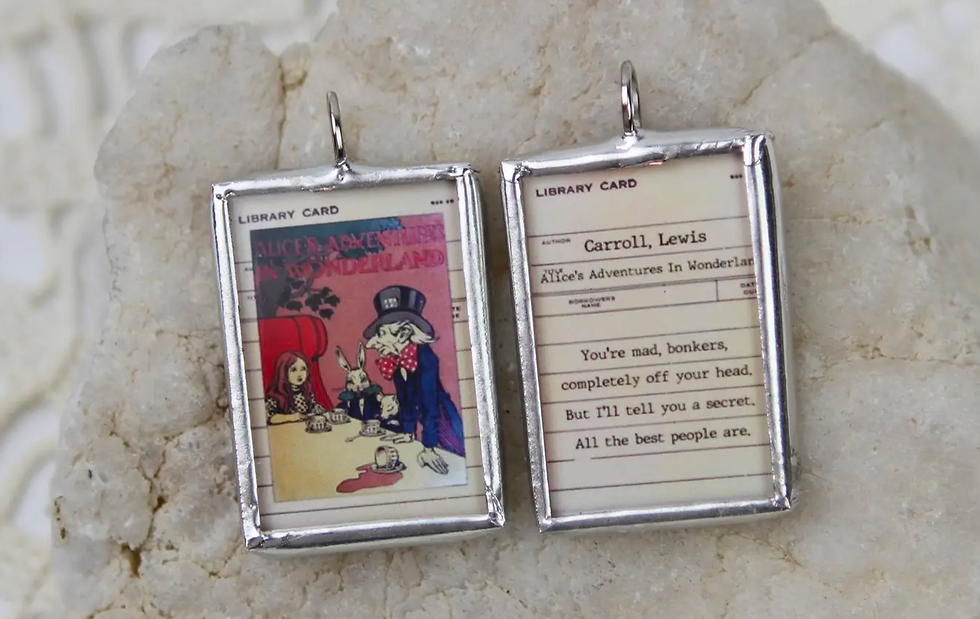 LIBRARY CARD
ALICE'S ADVENTURES
IN WONDERLAND
LIBRARY CARD
AUTHOR Carroll, Lewis
TITLE Alice's Adventures In Wonderlan
BORROWER'S
NAME
You're mad, bonkers,
completely off your head.
But I'll tell you a secret.
All the best people are.